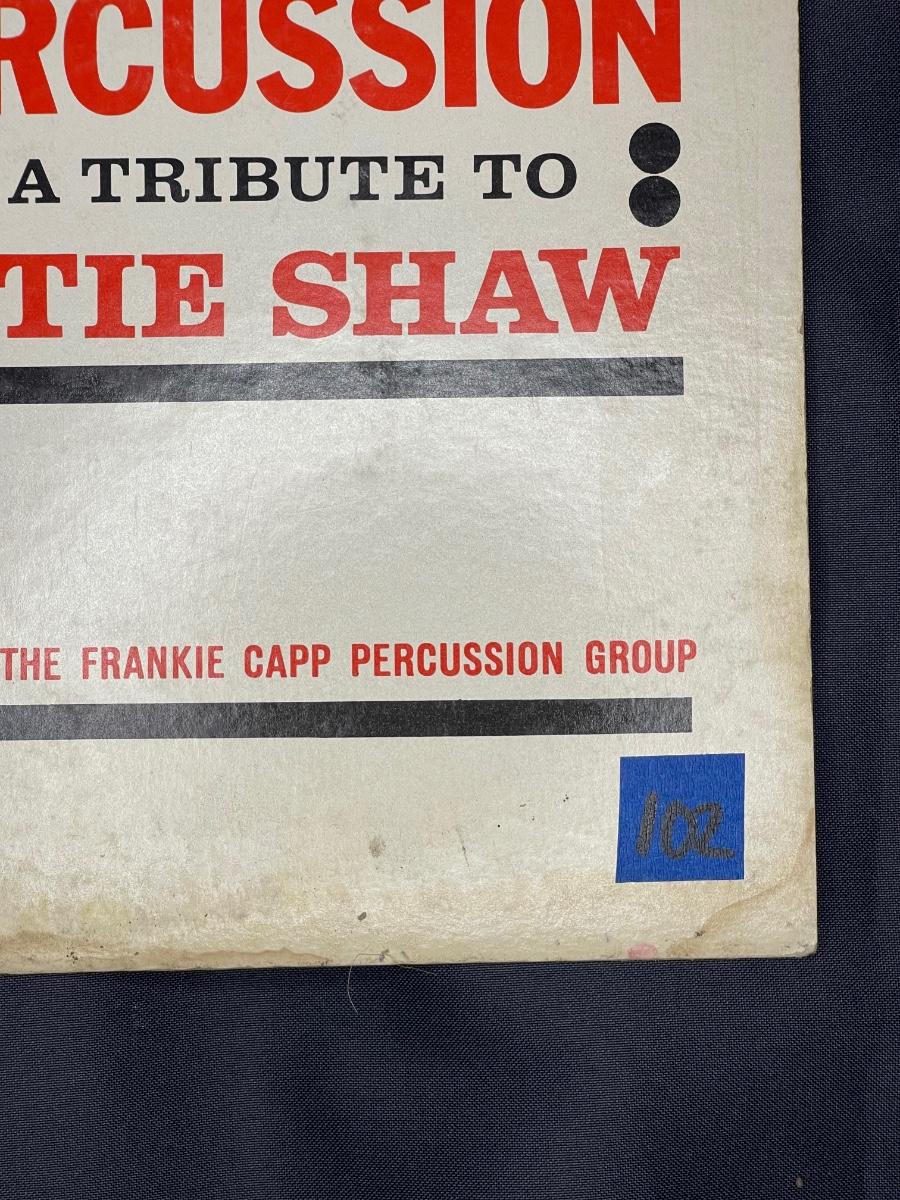 RCUSSION
A TRIBUTE TO
TIE SHAW
THE FRANKIE CAPP PERCUSSION GROUP
102